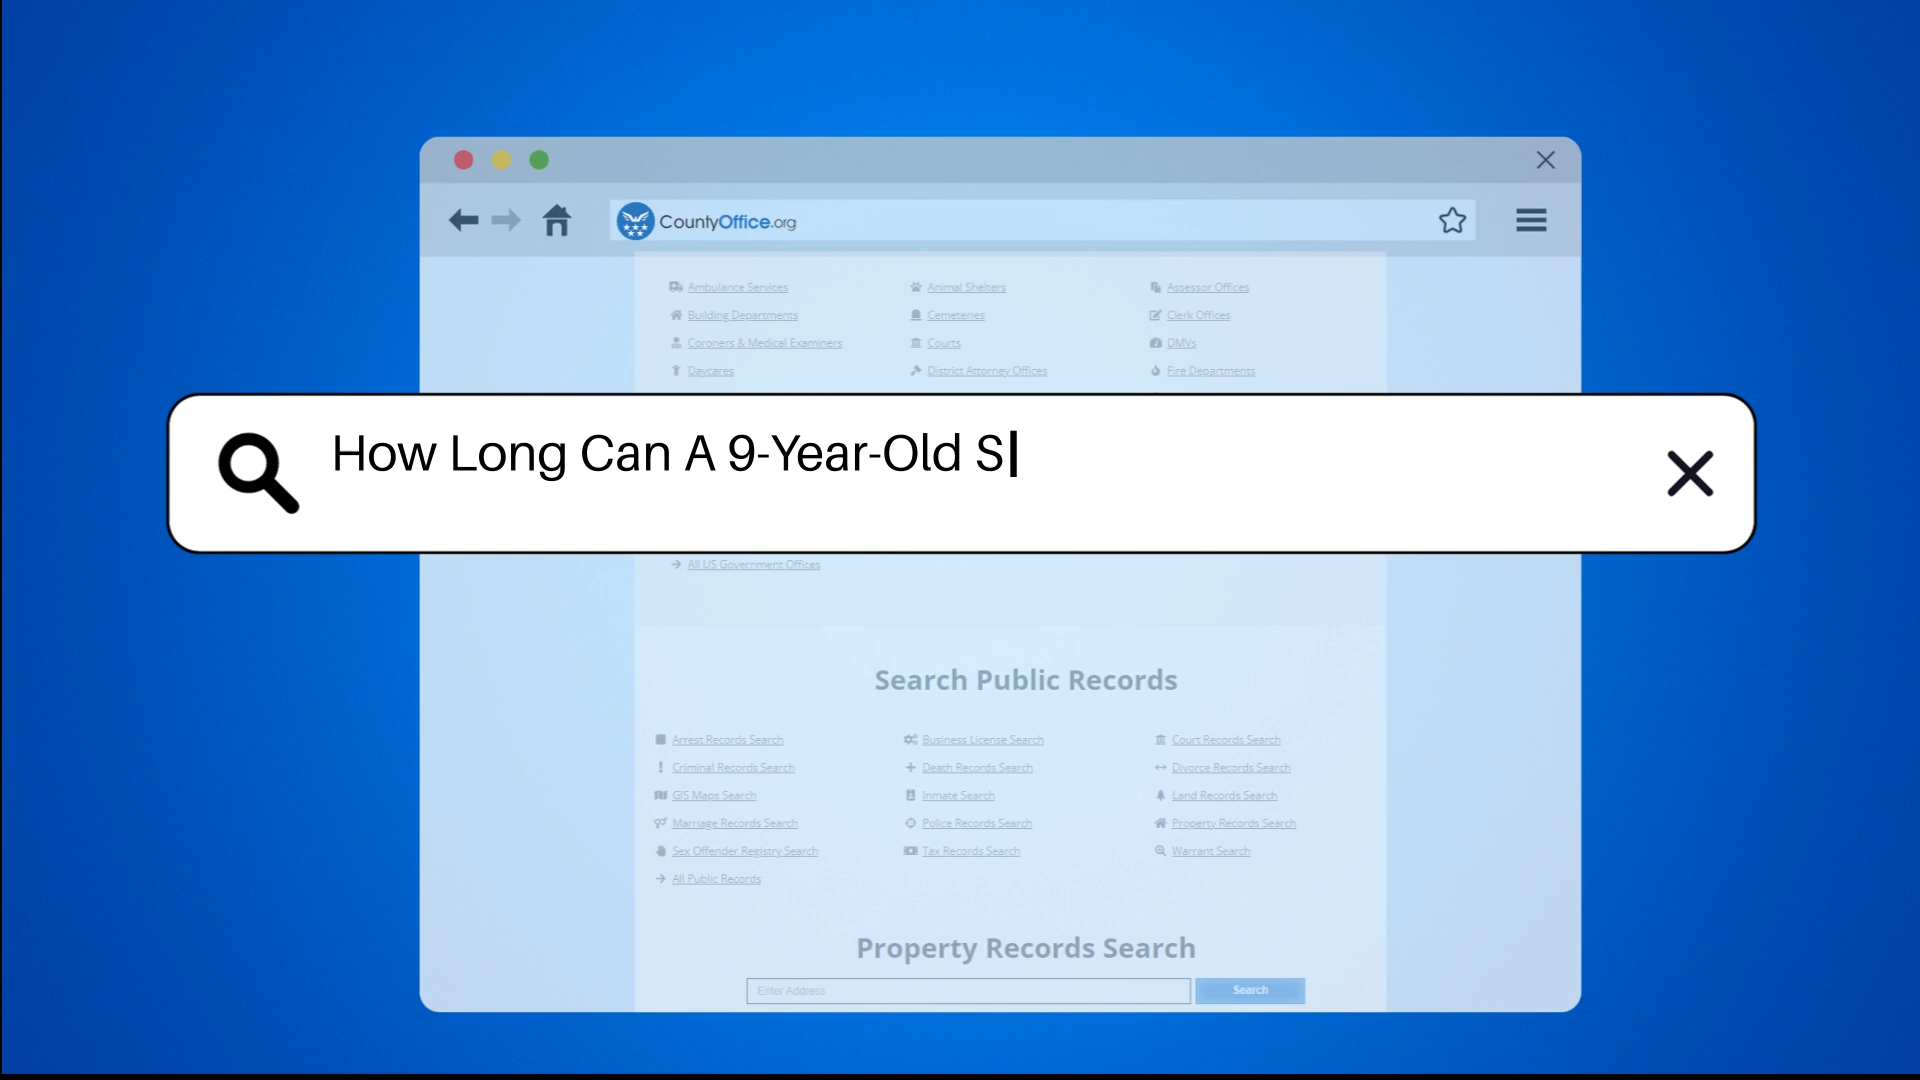 CountyOffice.org
Ambulance Services Animal Shelters Assessor Offices
Building Departments Cemeteries Clerk Offices
Coroners & Medical Examiners Courts DMVs
Daycares District Attorney Offices Fire Departments
How Long Can A 9-Year-Old S
All US Government Offices
Search Public Records
Arrest Records Search Business License Search Court Records Search
Criminal Records Search Death Records Search Divorce Records Search
GIS Maps Search Inmate Search Land Records Search
Marriage Records Search Police Records Search Property Records Search
Sex Offender Registry Search Tax Records Search Warrant Search
All Public Records
Property Records Search
Enter Address Search